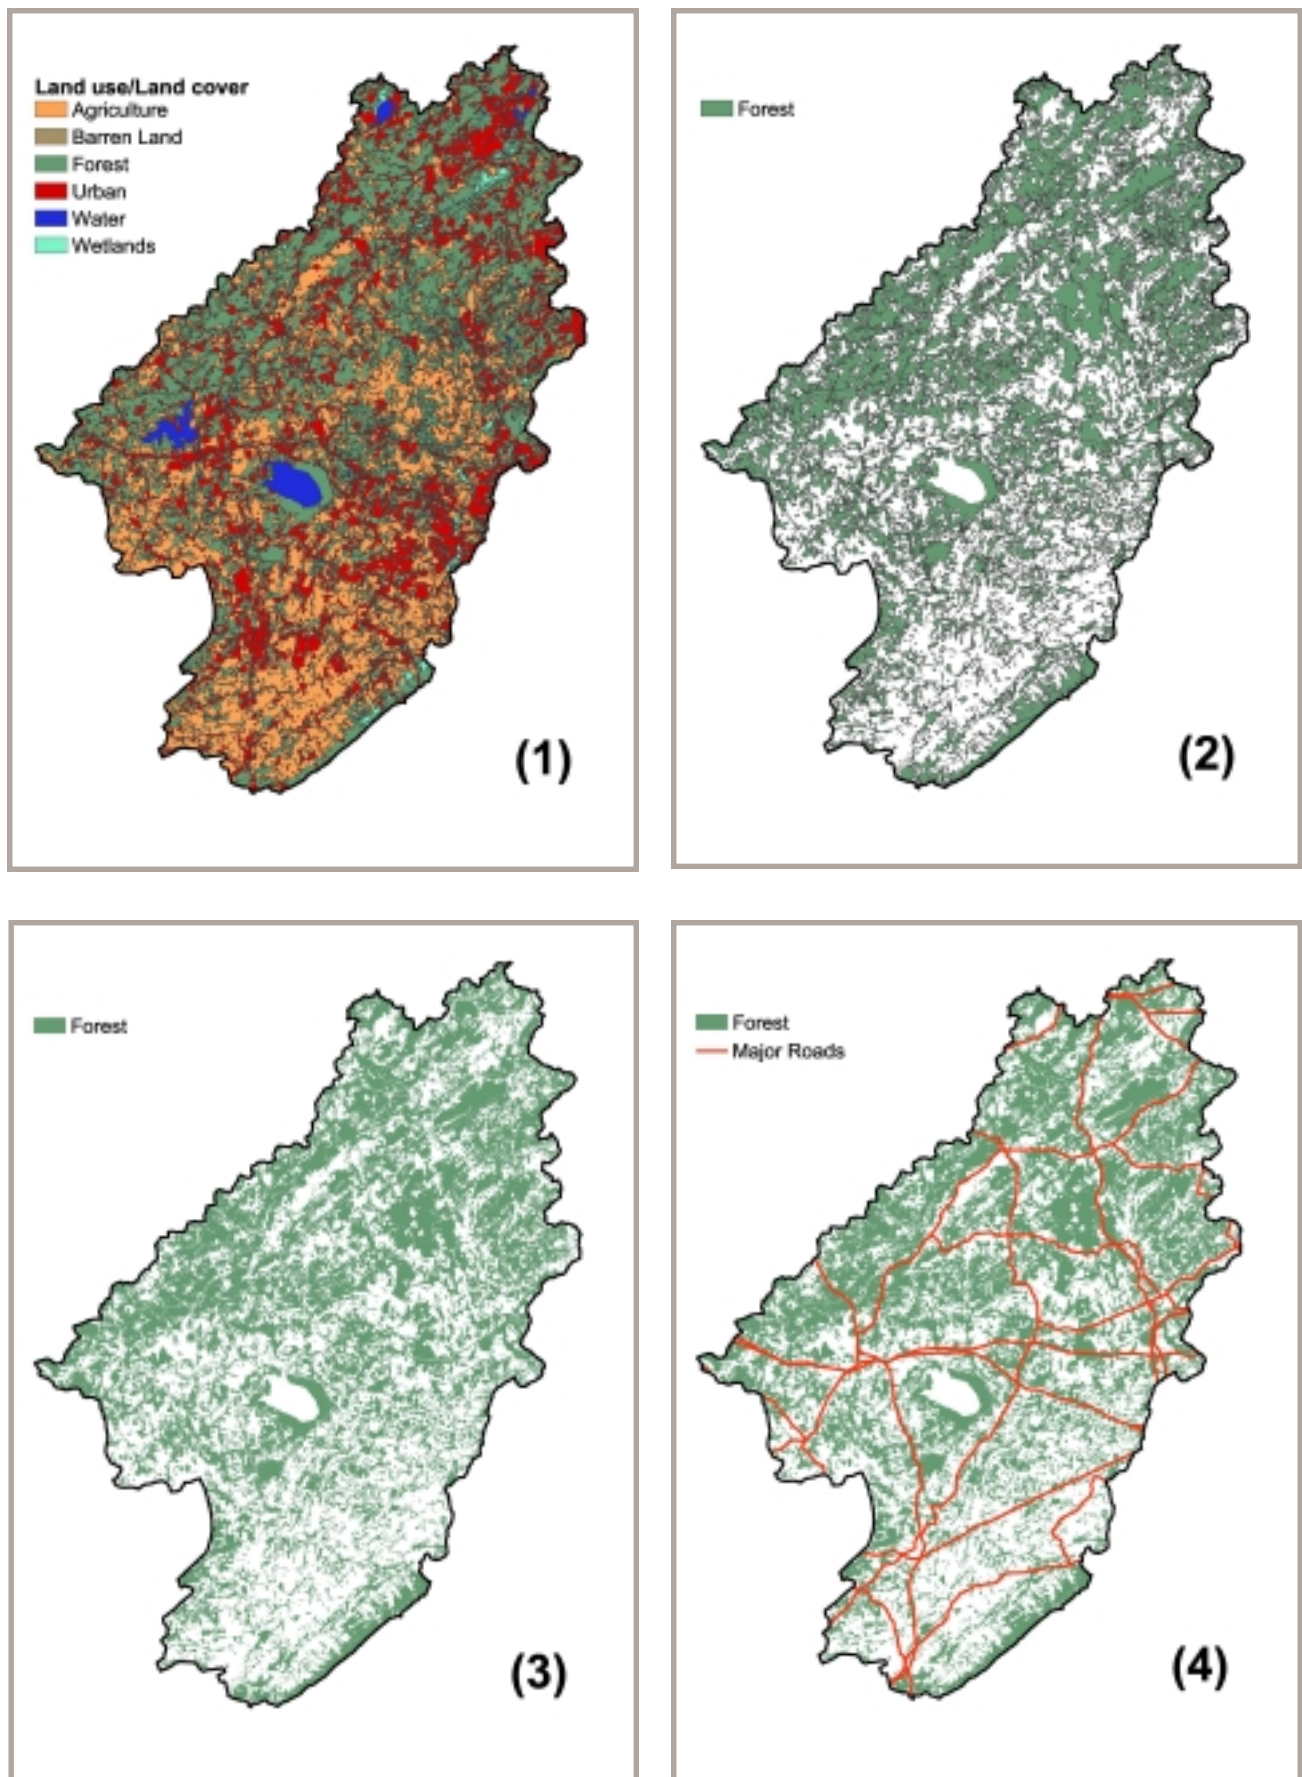 Land use/Land cover
Agriculture
Barren Land
Forest
Urban
Water
Wetlands
(1)
Forest
(2)
Forest
(3)
Forest
Major Roads
(4)